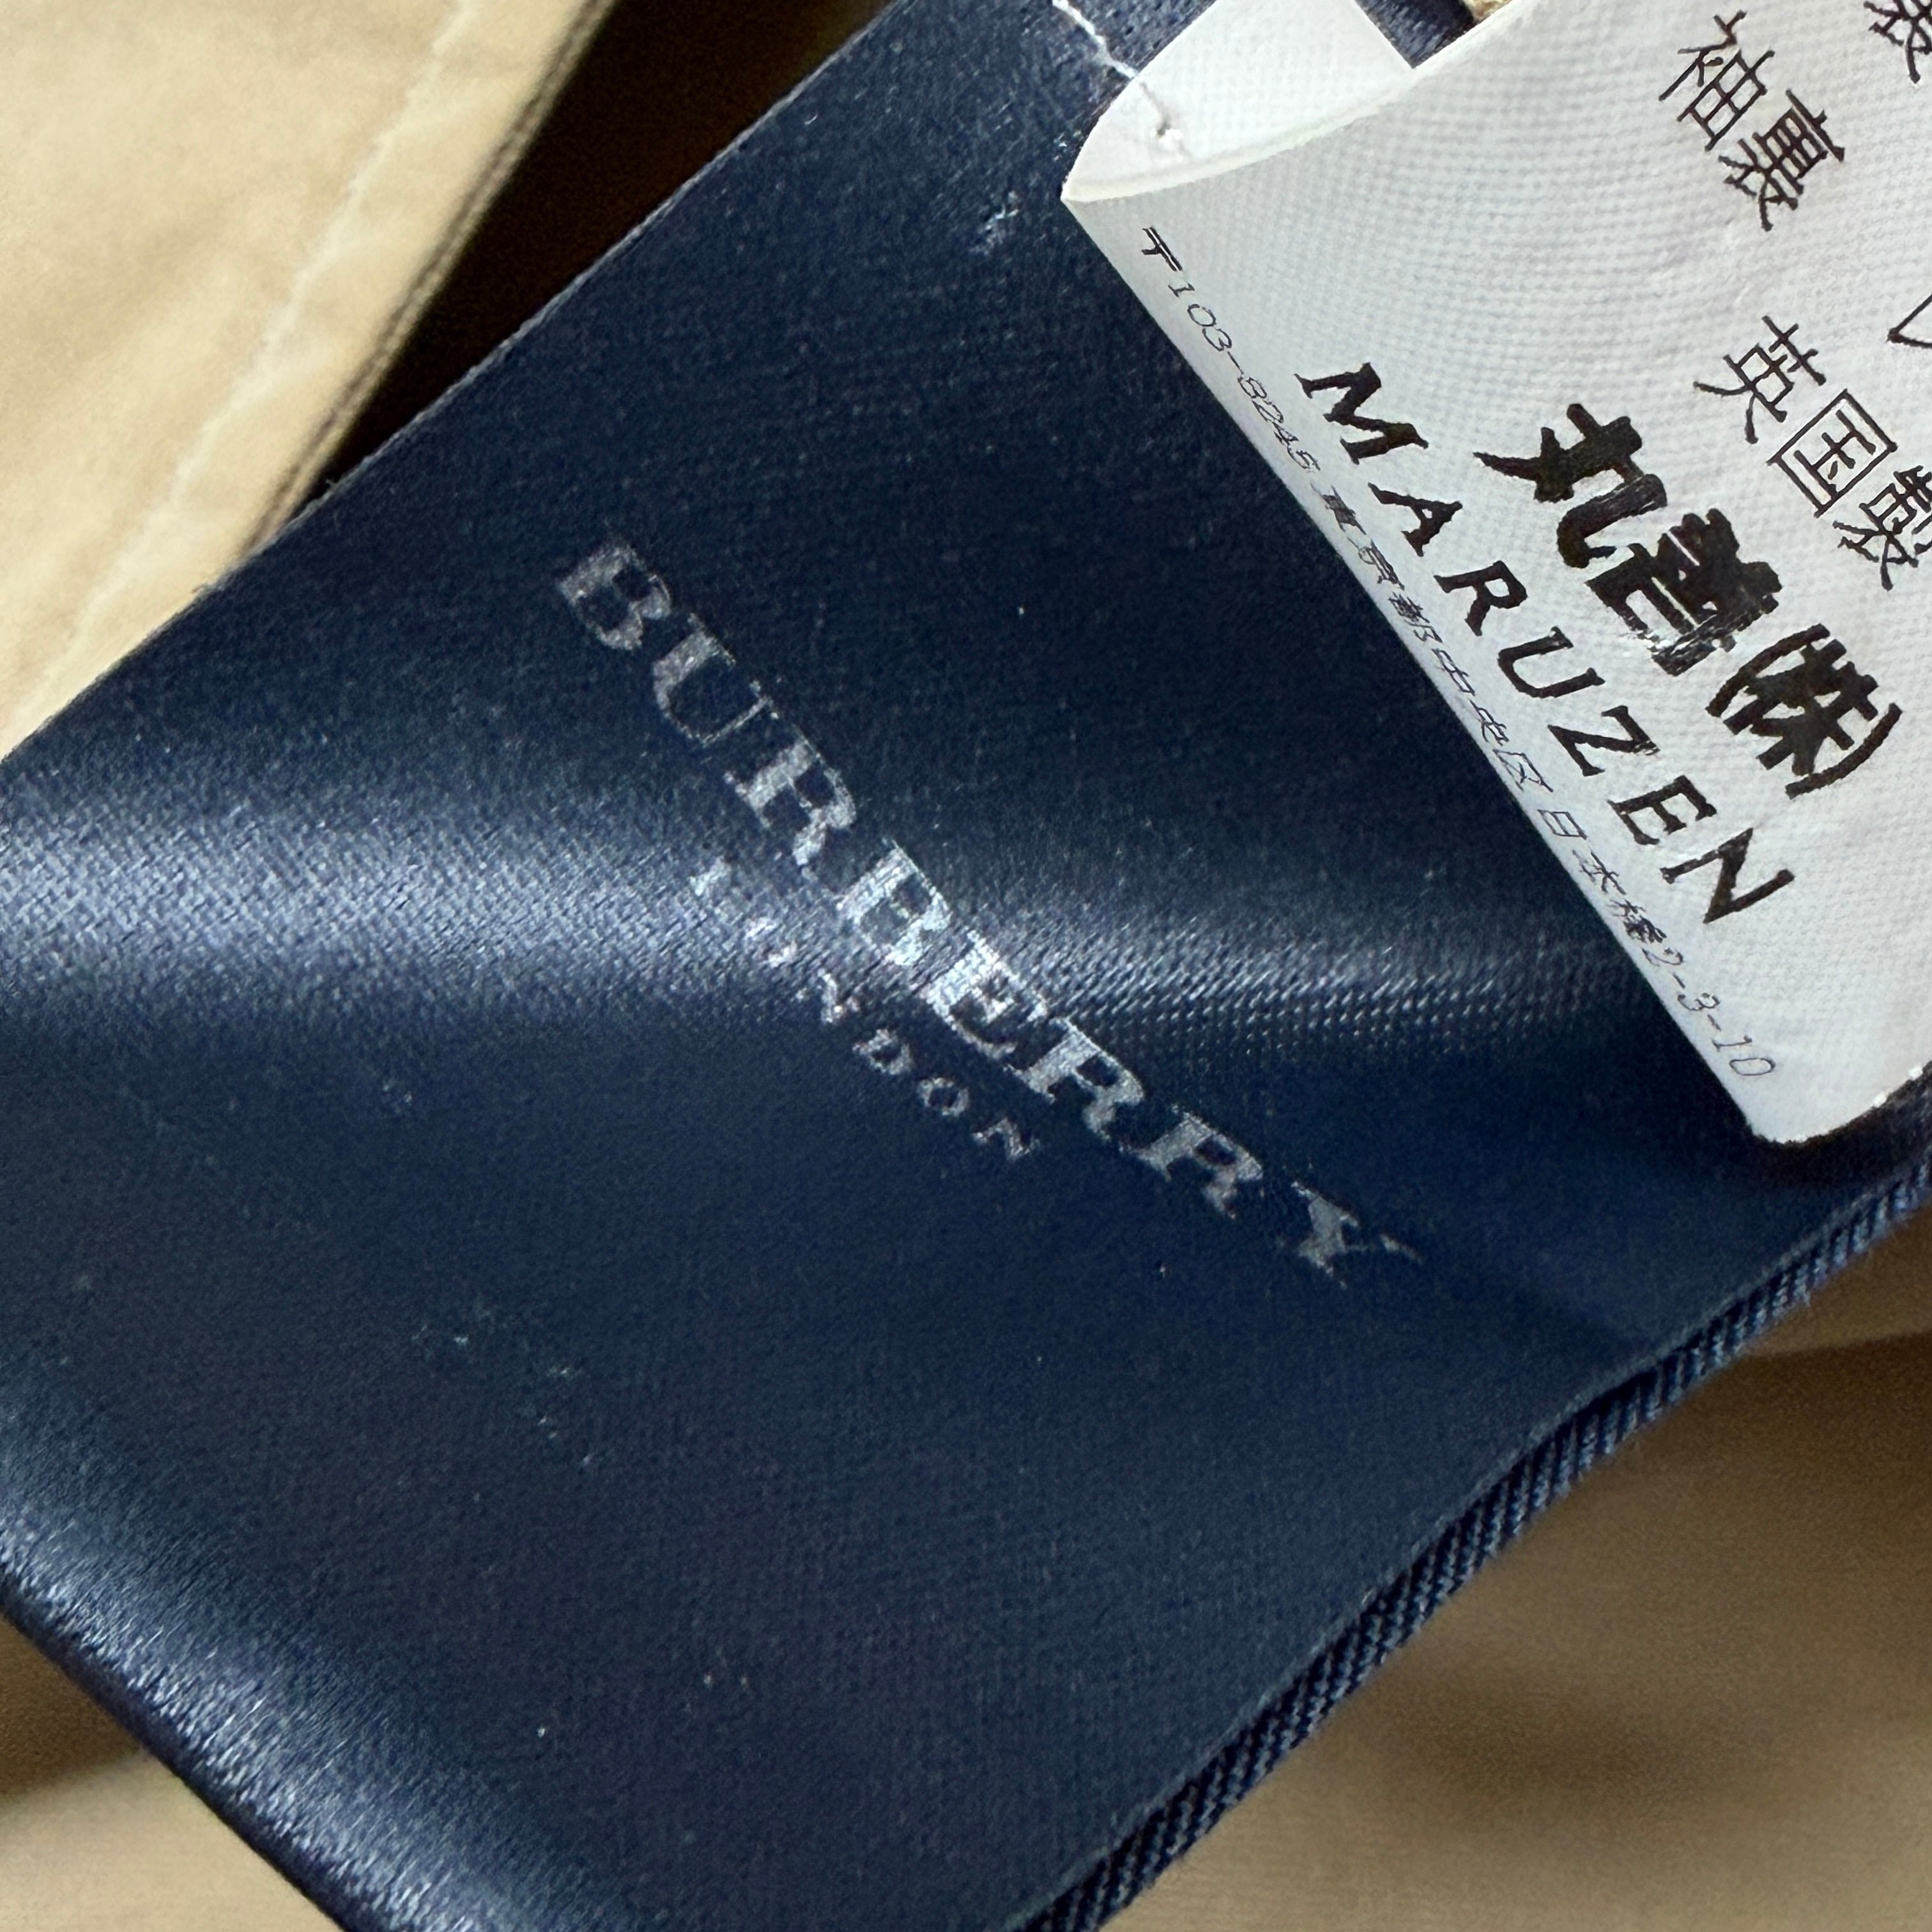 袖裏
英国製
丸善(株)
MARUZEN
〒103-8245 東京都中央区日本橋2-3-10
BURBERRY
LONDON